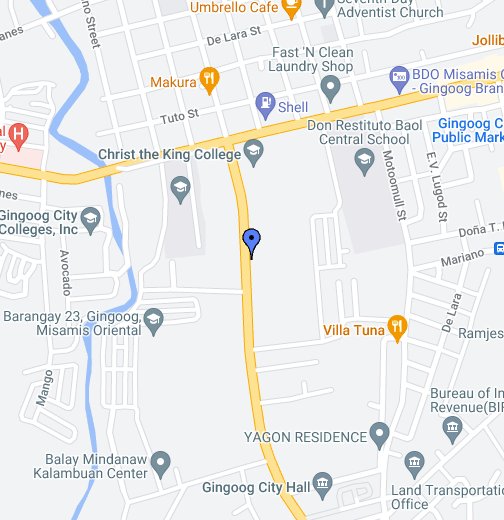 Umbrello Cafe
Seventh Day
Adventist Church
De La St
Fast 'N Clean
Laundry Shop
Jollib
Makura
BDO Misamis O
- Gingoog Bran
Shell
Tuto St
Don Restituto Baol
Central School
Gingoog C
Public Mark
Christ the King College
Motoomull St
E.V. Lugod St
Gingoog City
Colleges, Inc
Doña T.
Mariano
Avocado
De Lara
Barangay 23, Gingoog,
Misamis Oriental
Villa Tuna
Ramjes
Mango
Bureau of In
Revenue(BIR
YAGON RESIDENCE
Balay Mindanaw
Kalambuan Center
Gingoog City Hall
Land Transportatio
Office